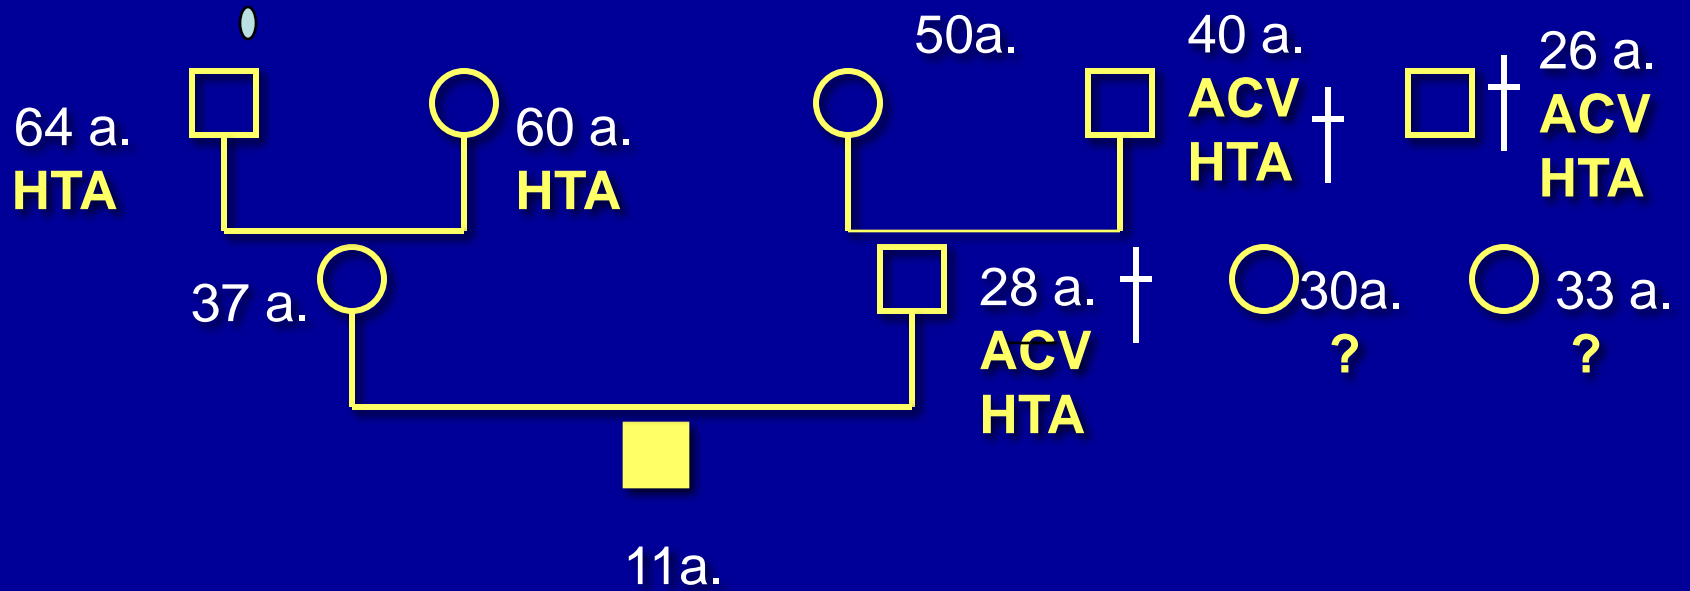 64 a.
HTA
60 a.
HTA
50a.
40 a.
ACV
HTA
26 a.
ACV
HTA
37 a.
28 a.
ACV
HTA
30a.
?
33 a.
?
11a.